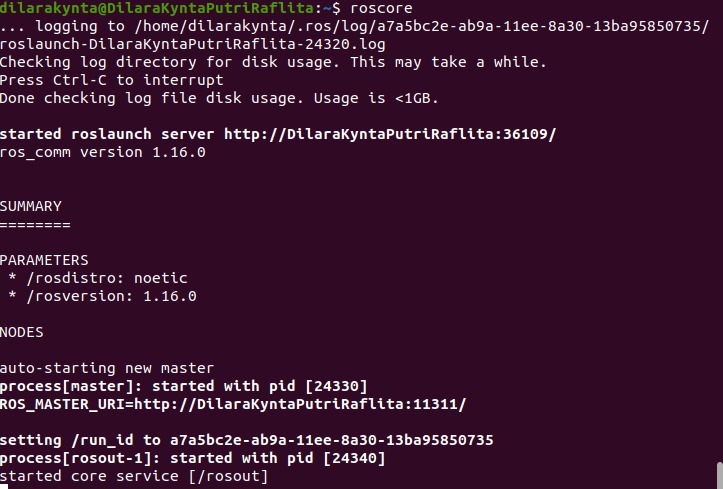 dilarakynta@DilaraKyntaPutriRaflita:~$ roscore
... logging to /home/dilarakynta/.ros/log/a7a5bc2e-ab9a-11ee-8a30-13ba95850735/
roslaunch-DilaraKyntaPutriRaflita-24320.log
Checking log directory for disk usage. This may take a while.
Press Ctrl-C to interrupt
Done checking log file disk usage. Usage is <1GB.

started roslaunch server http://DilaraKyntaPutriRaflita:36109/
ros_comm version 1.16.0


SUMMARY
========

PARAMETERS
 * /rosdistro: noetic
 * /rosversion: 1.16.0

NODES

auto-starting new master
process[master]: started with pid [24330]
ROS_MASTER_URI=http://DilaraKyntaPutriRaflita:11311/

setting /run_id to a7a5bc2e-ab9a-11ee-8a30-13ba95850735
process[rosout-1]: started with pid [24340]
started core service [/rosout]